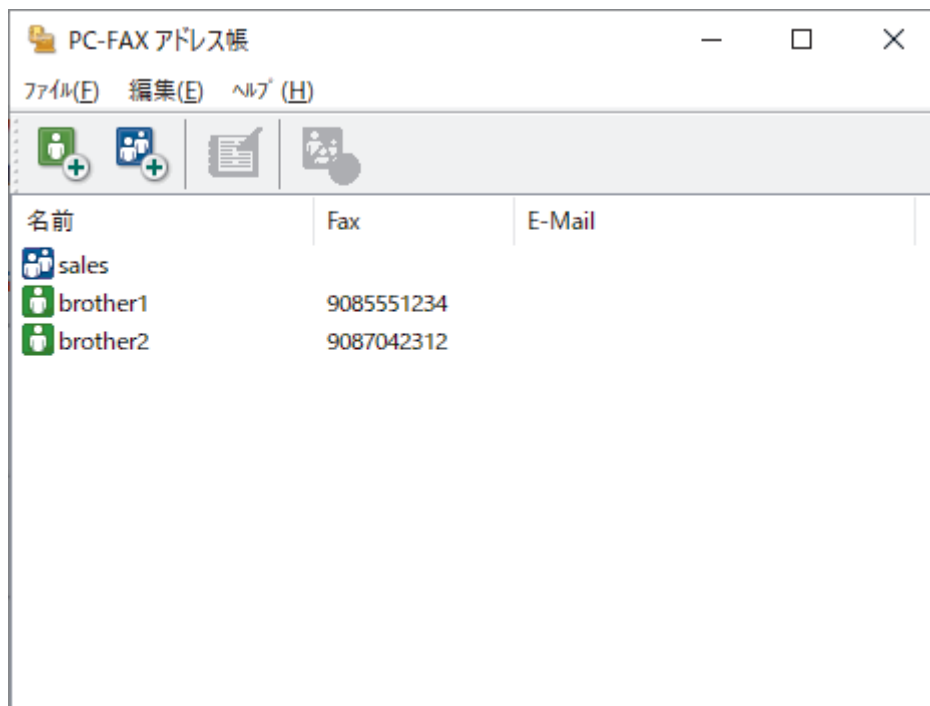 PC-FAX アドレス帳
ファイル(F) 編集(E) ヘルプ(H)
名前 Fax E-Mail
sales
brother1 9085551234
brother2 9087042312